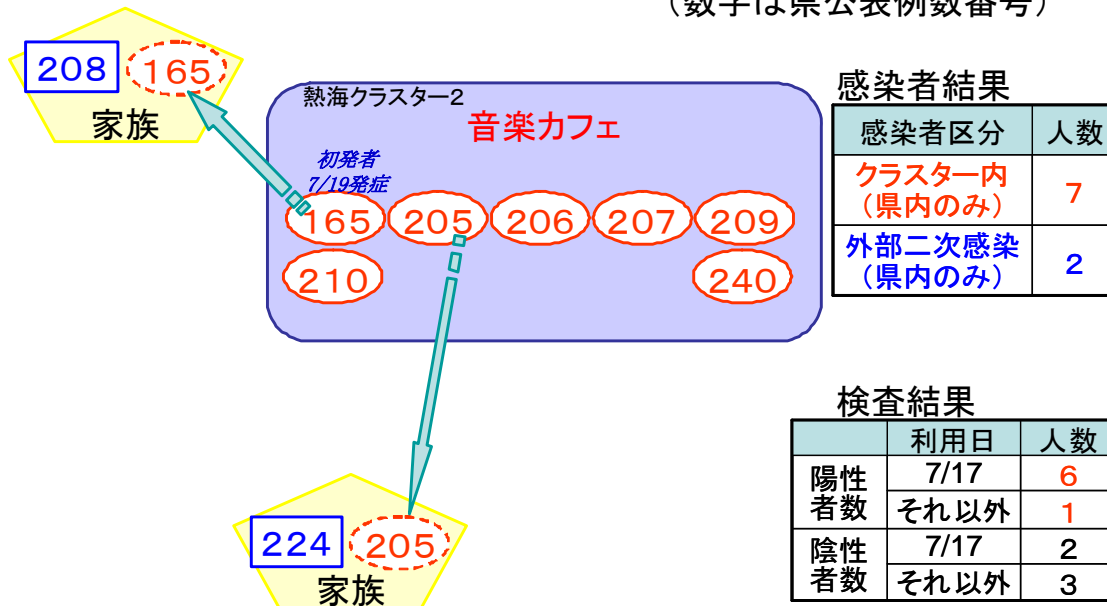 (数字は県公表例数番号)
208 165
家族
熱海クラスター2
音楽カフェ
初発者
7/19発症
165 205 206 207 209
210 240
224 205
家族
感染者結果
感染者区分 人数
クラスター内
(県内のみ) 7
外部二次感染
(県内のみ) 2
検査結果
利用日 人数
陽性者数 7/17 6
それ以外 1
陰性者数 7/17 2
それ以外 3